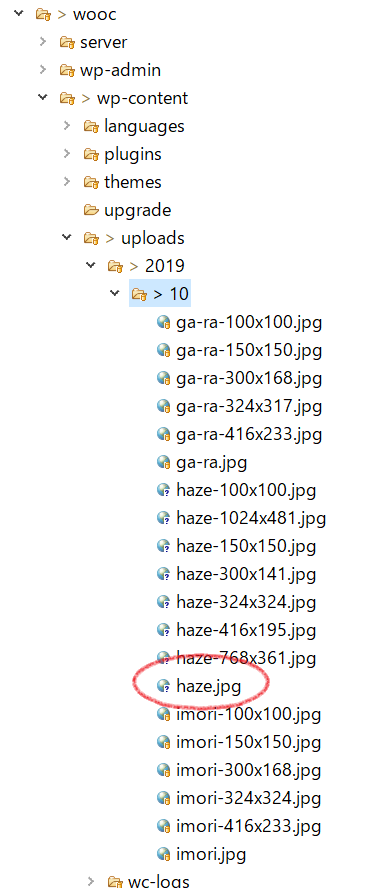 > wooc
server
wp-admin
> wp-content
languages
plugins
themes
upgrade
> uploads
> 2019
> 10
ga-ra-100x100.jpg
ga-ra-150x150.jpg
ga-ra-300x168.jpg
ga-ra-324x317.jpg
ga-ra-416x233.jpg
ga-ra.jpg
haze-100x100.jpg
haze-1024x481.jpg
haze-150x150.jpg
haze-300x141.jpg
haze-324x324.jpg
haze-416x195.jpg
haze-768x361.jpg
haze.jpg
imori-100x100.jpg
imori-150x150.jpg
imori-300x168.jpg
imori-324x324.jpg
imori-416x233.jpg
imori.jpg
wc-logs